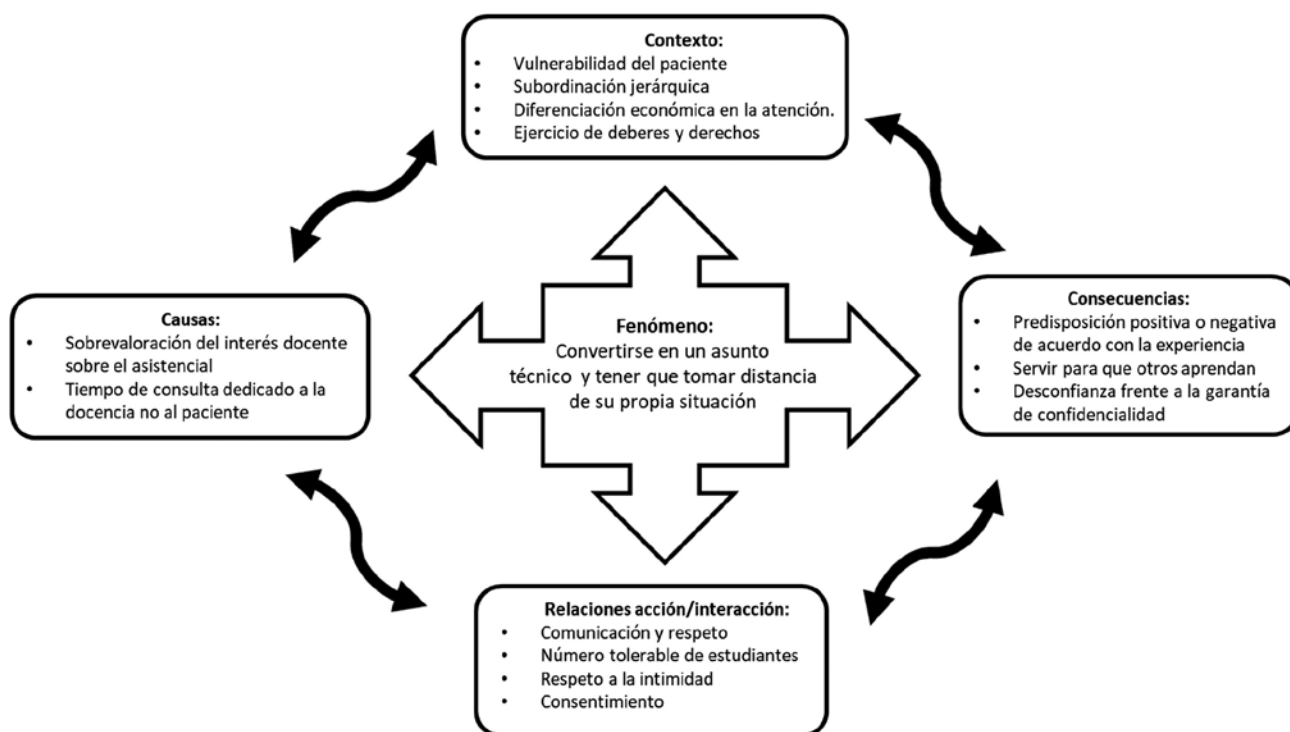 Contexto:
• Vulnerabilidad del paciente
• Subordinación jerárquica
• Diferenciación económica en la atención.
• Ejercicio de deberes y derechos
Causas:
• Sobrevaloración del interés docente
sobre el asistencial
• Tiempo de consulta dedicado a la
docencia no al paciente
Fenómeno:
Convertirse en un asunto
técnico y tener que tomar distancia
de su propia situación
Consecuencias:
• Predisposición positiva o negativa
de acuerdo con la experiencia
• Servir para que otros aprendan
• Desconfianza frente a la garantía
de confidencialidad
Relaciones acción/interacción:
• Comunicación y respeto
• Número tolerable de estudiantes
• Respeto a la intimidad
• Consentimiento